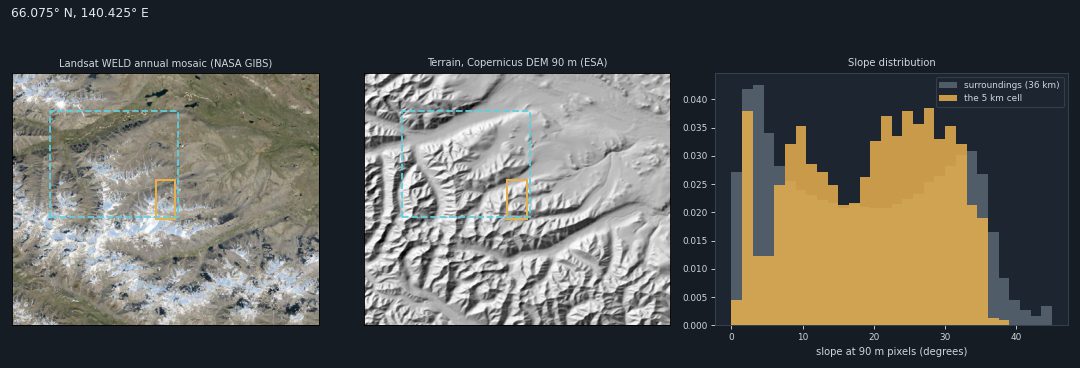 66.075° N, 140.425° E
Landsat WELD annual mosaic (NASA GIBS)
Terrain, Copernicus DEM 90 m (ESA)
Slope distribution
surroundings (36 km)
the 5 km cell
0.040
0.035
0.030
0.025
0.020
0.015
0.010
0.005
0.000
0 10 20 30 40
slope at 90 m pixels (degrees)